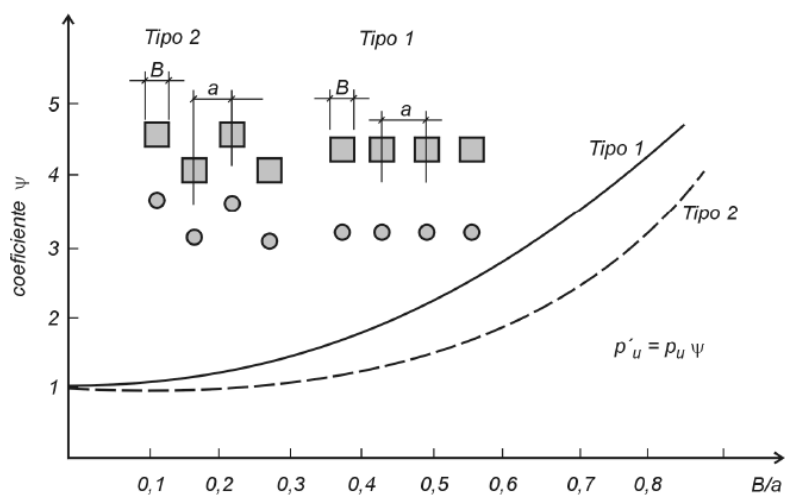 Tipo 2
Tipo 1
B
a
B
a
5
4
3
2
1
coeficiente ψ
Tipo 1
Tipo 2
p´u = pu ψ
0,1 0,2 0,3 0,4 0,5 0,6 0,7 0,8 B/a